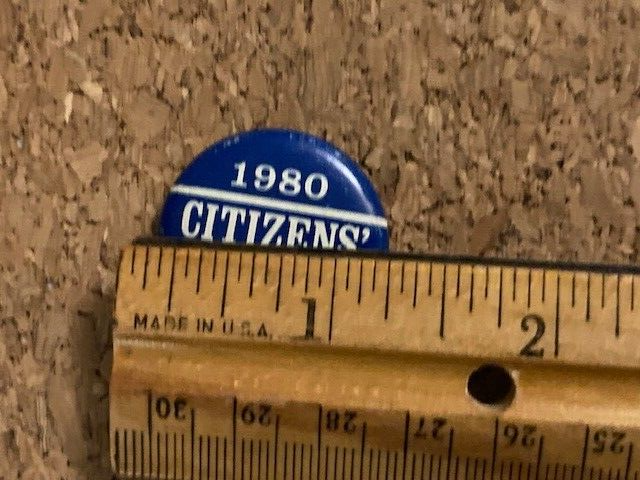 1980
CITIZENS'
1 2
MADE IN U.S.A.
30 29 28 27 26 25